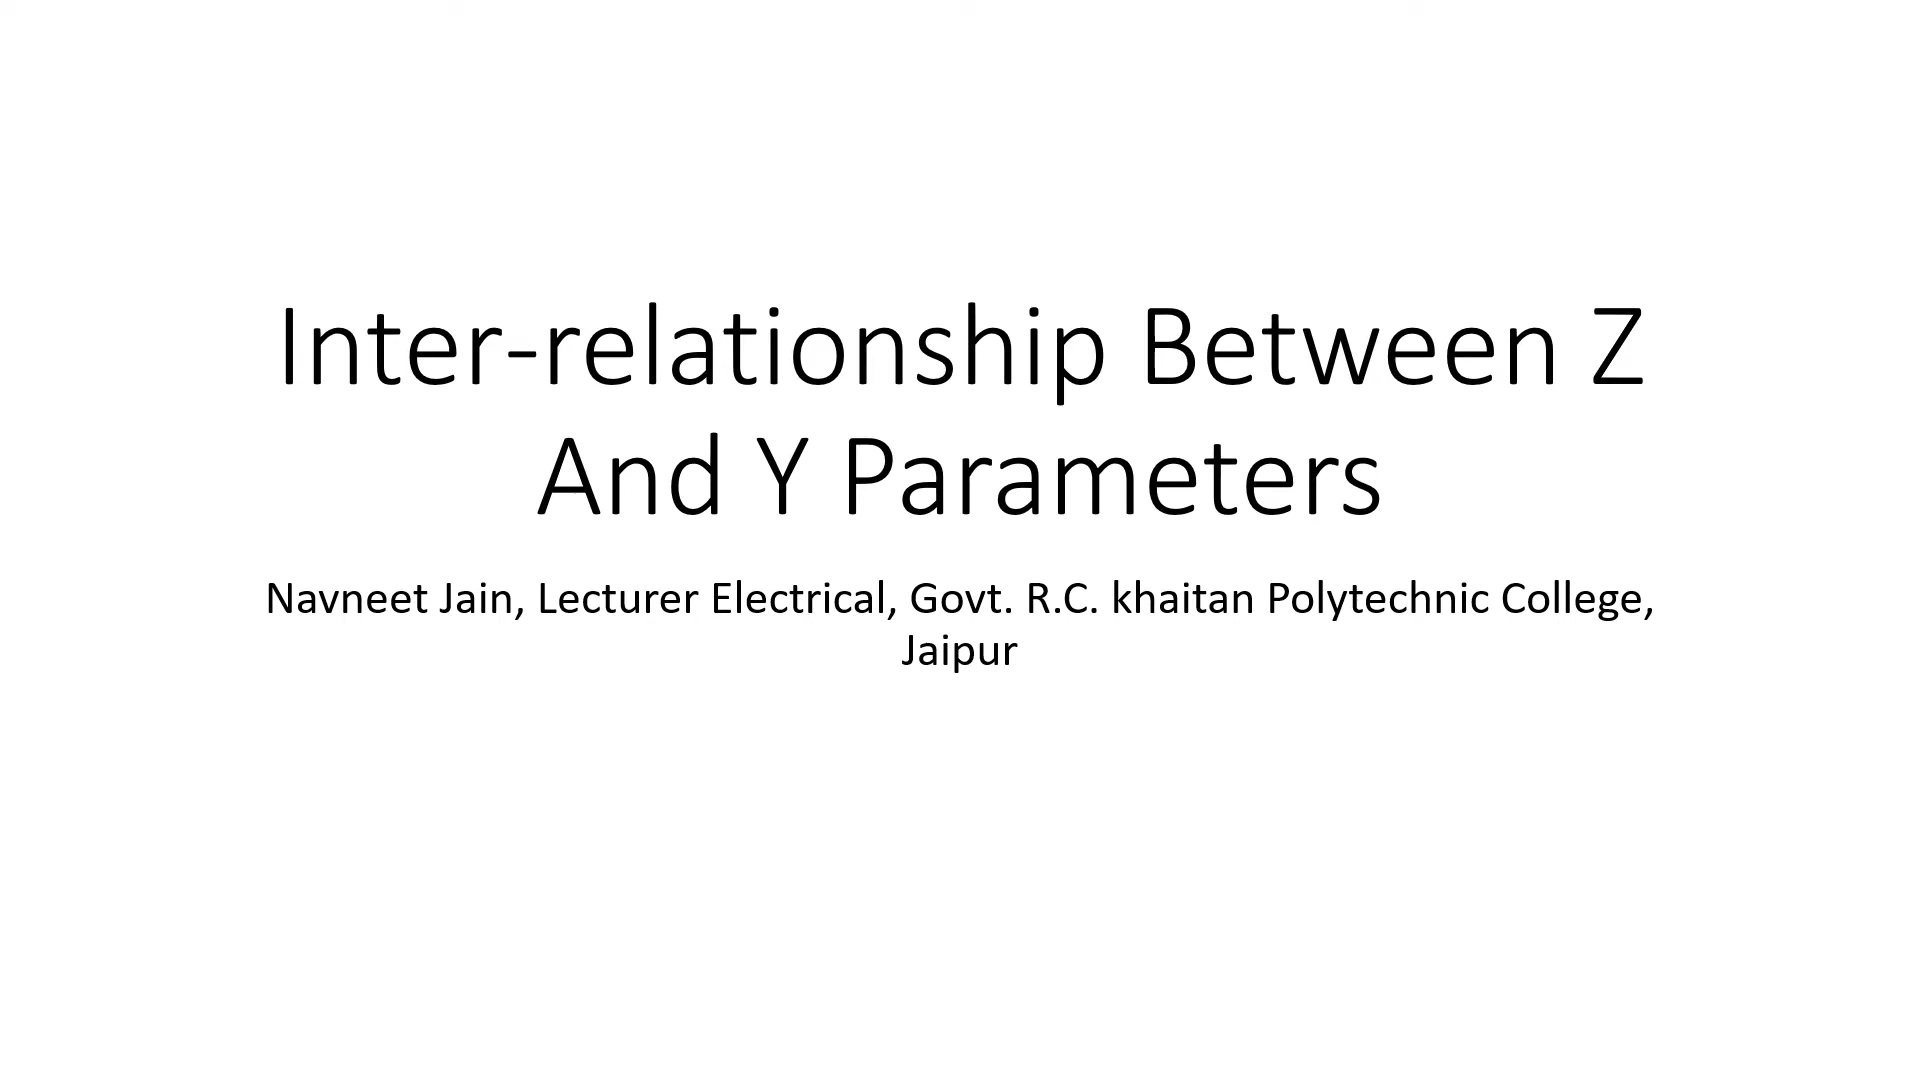 Inter-relationship Between Z
And Y Parameters
Navneet Jain, Lecturer Electrical, Govt. R.C. khaitan Polytechnic College,
Jaipur